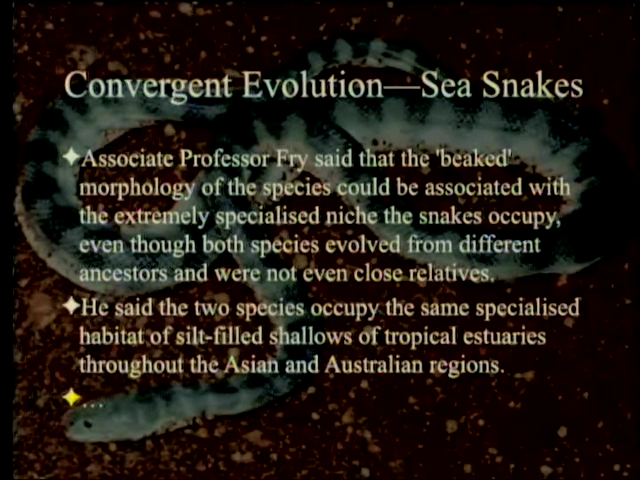 Convergent Evolution—Sea Snakes
Associate Professor Fry said that the 'beaked'
morphology of the species could be associated with
the extremely specialised niche the snakes occupy,
even though both species evolved from different
ancestors and were not even close relatives.
He said the two species occupy the same specialised
habitat of silt-filled shallows of tropical estuaries
throughout the Asian and Australian regions.
...